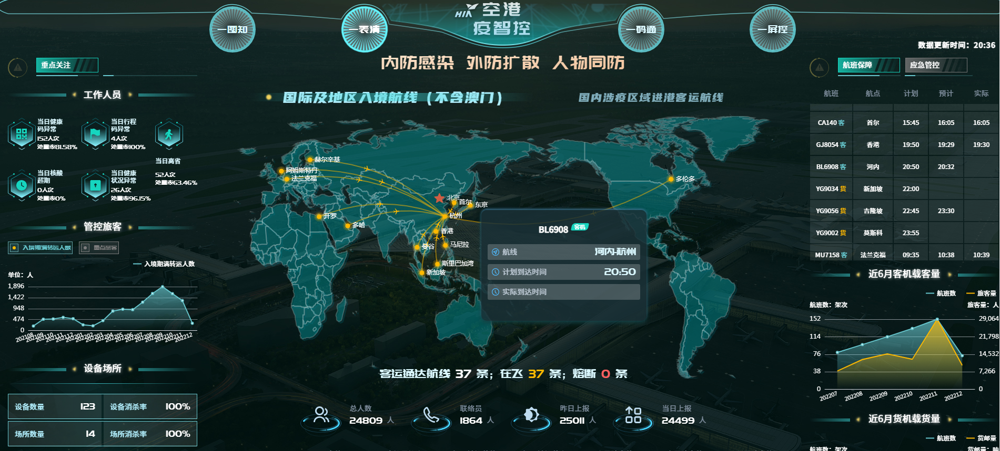 HIA 空港
疫智控
一图知
一表清
一码通
一屏控
数据更新时间：20:36
内防感染 外防扩散 人物同防
重点关注
工作人员
当日健康
码异常
152人次
处置率81.58%
当日行程
码异常
4人次
处置率100%
当日离省
52人次
处置率63.46%
当日核酸
超期
0人次
处置率0%
当日健康
状况异常
26人次
处置率96.15%
管控旅客
入境期满转运人数
重点旅客
入境期满转运人数
单位：人
1,896
1,422
948
474
0
202108
202109
202110
202111
202112
202201
202202
202203
202204
202205
202206
202207
202208
202209
202210
202211
202212
设备场所
设备数量 123 设备消杀率 100%
场所数量 14 场所消杀率 100%
国际及地区入境航线（不含澳门）
国内涉疫区域进港客运航线
赫尔辛基
阿姆斯特丹
法兰克福
多伦多
北京
首尔
东京
开罗
杭州
多哈
香港
曼谷
马尼拉
斯里巴加湾
新加坡
BL6908 客机
航线 河内-杭州
计划到达时间 20:50
实际到达时间
客运通达航线 37 条；在飞 37 条；熔断 0 条
总人数
24809 人
联络员
1864 人
昨日上报
25011 人
当日上报
24499 人
航班保障
应急管控
航班 航点 计划 预计 实际
CA140 客 首尔 15:45 16:05 16:05
GJ8054 客 香港 19:50 19:29 19:30
BL6908 客 河内 20:50 20:32
YG9034 货 新加坡 22:00
YG9056 货 吉隆坡 22:45 23:30
YG9002 货 莫斯科 23:55
MU7158 客 法兰克福 09:35 10:38 10:39
近6月客机载客量
航班数 旅客量
航班数：架次 旅客量：人
152 29,064
114 21,798
76 14,532
38 7,266
0 0
202207
202208
202209
202210
202211
202212
近6月货机载货量
航班数 货邮量
航班数：架次